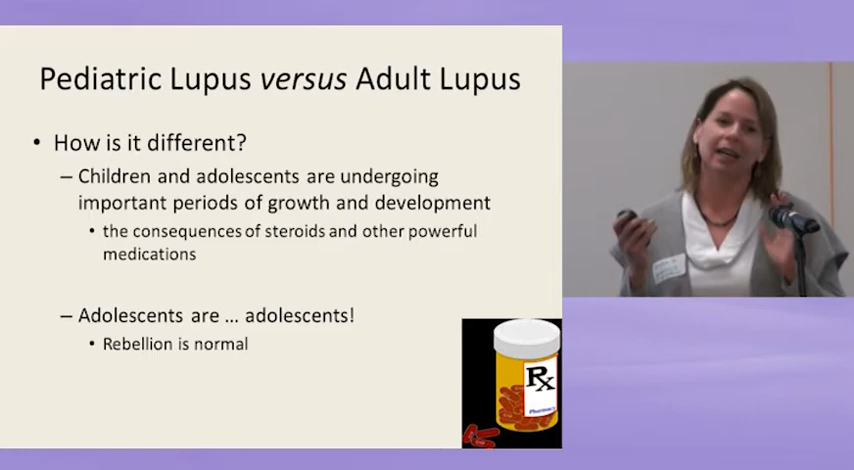 Pediatric Lupus versus Adult Lupus
• How is it different?
– Children and adolescents are undergoing
important periods of growth and development
• the consequences of steroids and other powerful
medications
– Adolescents are ... adolescents!
• Rebellion is normal
Rx
Pharmacy